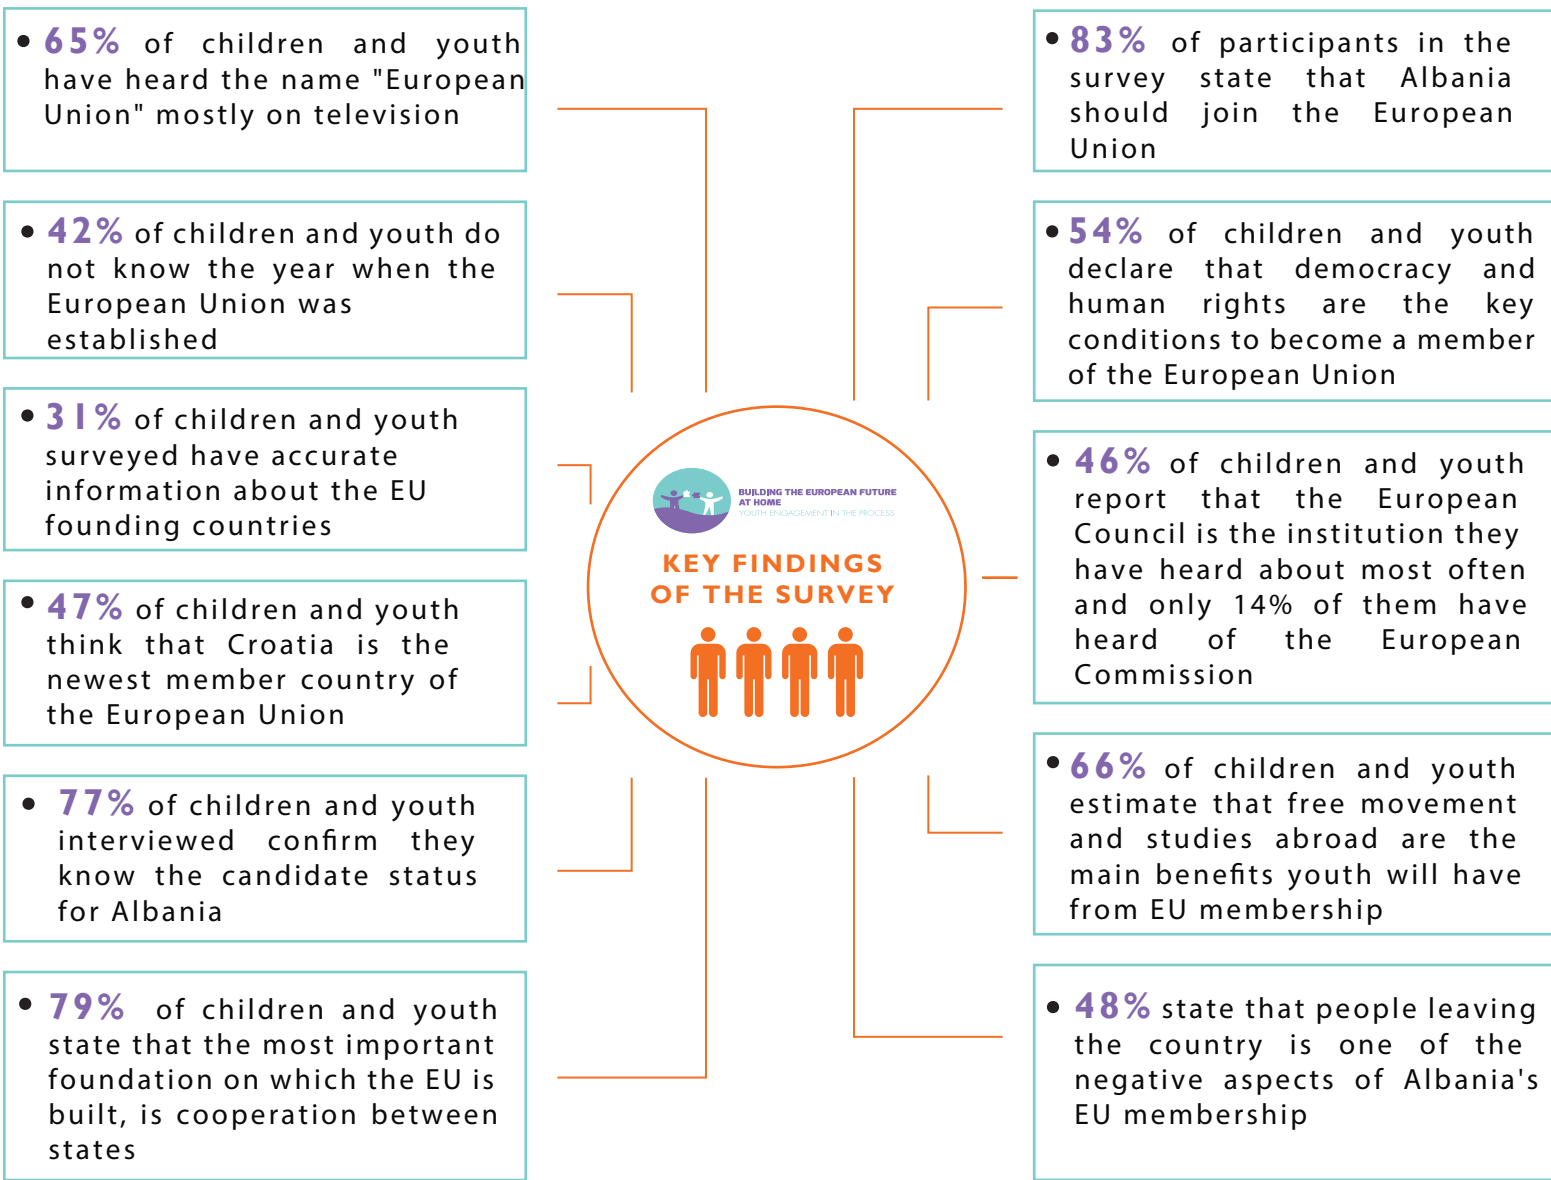 • 65% of children and youth
have heard the name "European
Union" mostly on television
• 42% of children and youth do
not know the year when the
European Union was
established
• 31% of children and youth
surveyed have accurate
information about the EU
founding countries
• 47% of children and youth
think that Croatia is the
newest member country of
the European Union
• 77% of children and youth
interviewed confirm they
know the candidate status
for Albania
• 79% of children and youth
state that the most important
foundation on which the EU is
built, is cooperation between
states
BUILDING THE EUROPEAN FUTURE
AT HOME
YOUTH ENGAGEMENT IN THE PROCESS
KEY FINDINGS
OF THE SURVEY
• 83% of participants in the
survey state that Albania
should join the European
Union
• 54% of children and youth
declare that democracy and
human rights are the key
conditions to become a member
of the European Union
• 46% of children and youth
report that the European
Council is the institution they
have heard about most often
and only 14% of them have
heard of the European
Commission
• 66% of children and youth
estimate that free movement
and studies abroad are the
main benefits youth will have
from EU membership
• 48% state that people leaving
the country is one of the
negative aspects of Albania's
EU membership